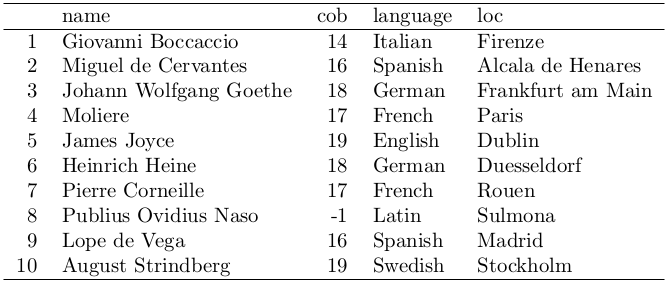 name cob language loc
1 Giovanni Boccaccio 14 Italian Firenze
2 Miguel de Cervantes 16 Spanish Alcala de Henares
3 Johann Wolfgang Goethe 18 German Frankfurt am Main
4 Moliere 17 French Paris
5 James Joyce 19 English Dublin
6 Heinrich Heine 18 German Duesseldorf
7 Pierre Corneille 17 French Rouen
8 Publius Ovidius Naso -1 Latin Sulmona
9 Lope de Vega 16 Spanish Madrid
10 August Strindberg 19 Swedish Stockholm